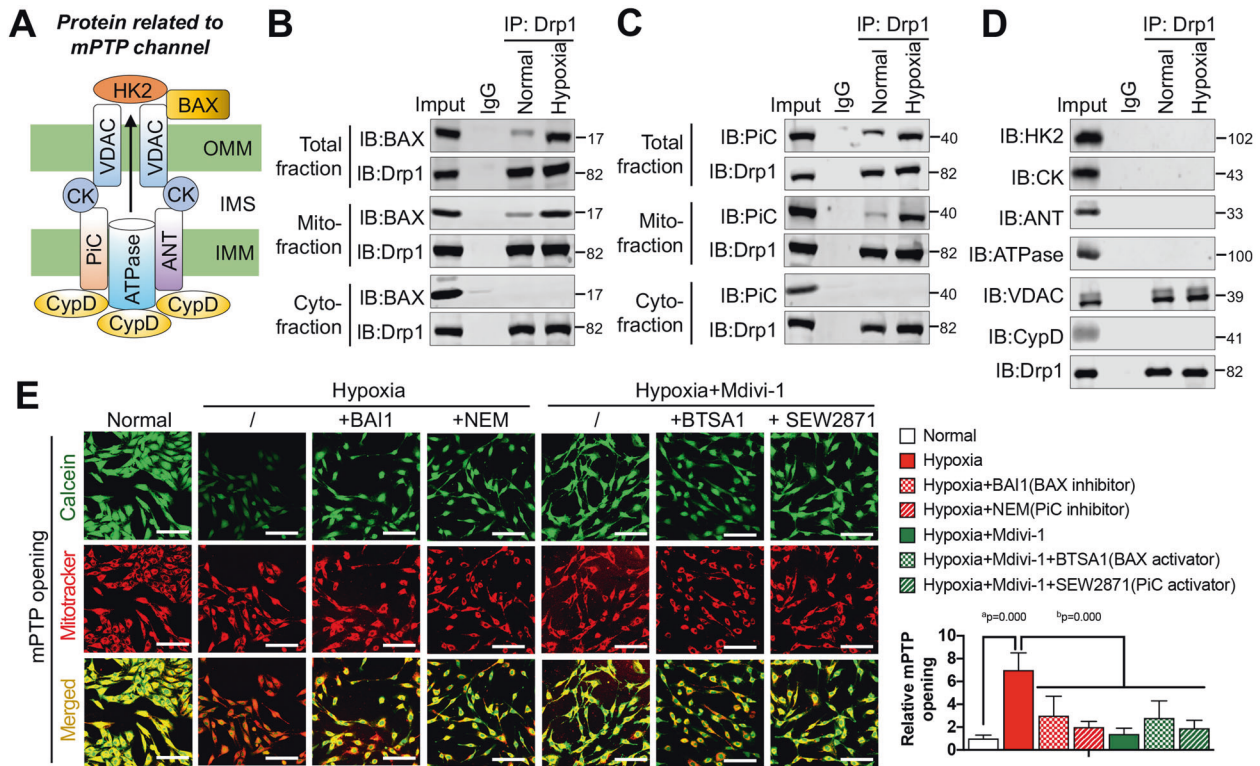 A
Protein related to
mPTP channel
HK2
BAX
VDAC
VDAC
OMM
CK
CK
IMS
PiC
ATPase
ANT
IMM
CypD
CypD
CypD
B
IP: Drp1
Imput
IgG
Normal
Hypoxia
Total
fraction
IB:BAX
17
IB:Drp1
82
Mito-
fraction
IB:BAX
17
IB:Drp1
82
Cyto-
fraction
IB:BAX
17
IB:Drp1
82
C
IP: Drp1
Imput
IgG
Normal
Hypoxia
Total
fraction
IB:PiC
40
IB:Drp1
82
Mito-
fraction
IB:PiC
40
IB:Drp1
82
Cyto-
fraction
IB:PiC
40
IB:Drp1
82
D
IP: Drp1
Imput
IgG
Normal
Hypoxia
IB:HK2
102
IB:CK
43
IB:ANT
33
IB:ATPase
100
IB:VDAC
39
IB:CypD
41
IB:Drp1
82
E
Hypoxia
Hypoxia+Mdivi-1
Normal
/
+BAI1
+NEM
/
+BTSA1
+ SEW2871
mPTP opening
Calcein
Mitotracker
Merged
Normal
Hypoxia
Hypoxia+BAI1(BAX inhibitor)
Hypoxia+NEM(PiC inhibitor)
Hypoxia+Mdivi-1
Hypoxia+Mdivi-1+BTSA1(BAX activator)
Hypoxia+Mdivi-1+SEW2871(PiC activator)
ap=0.000
bp=0.000
Relative mPTP
opening
10
8
6
4
2
0